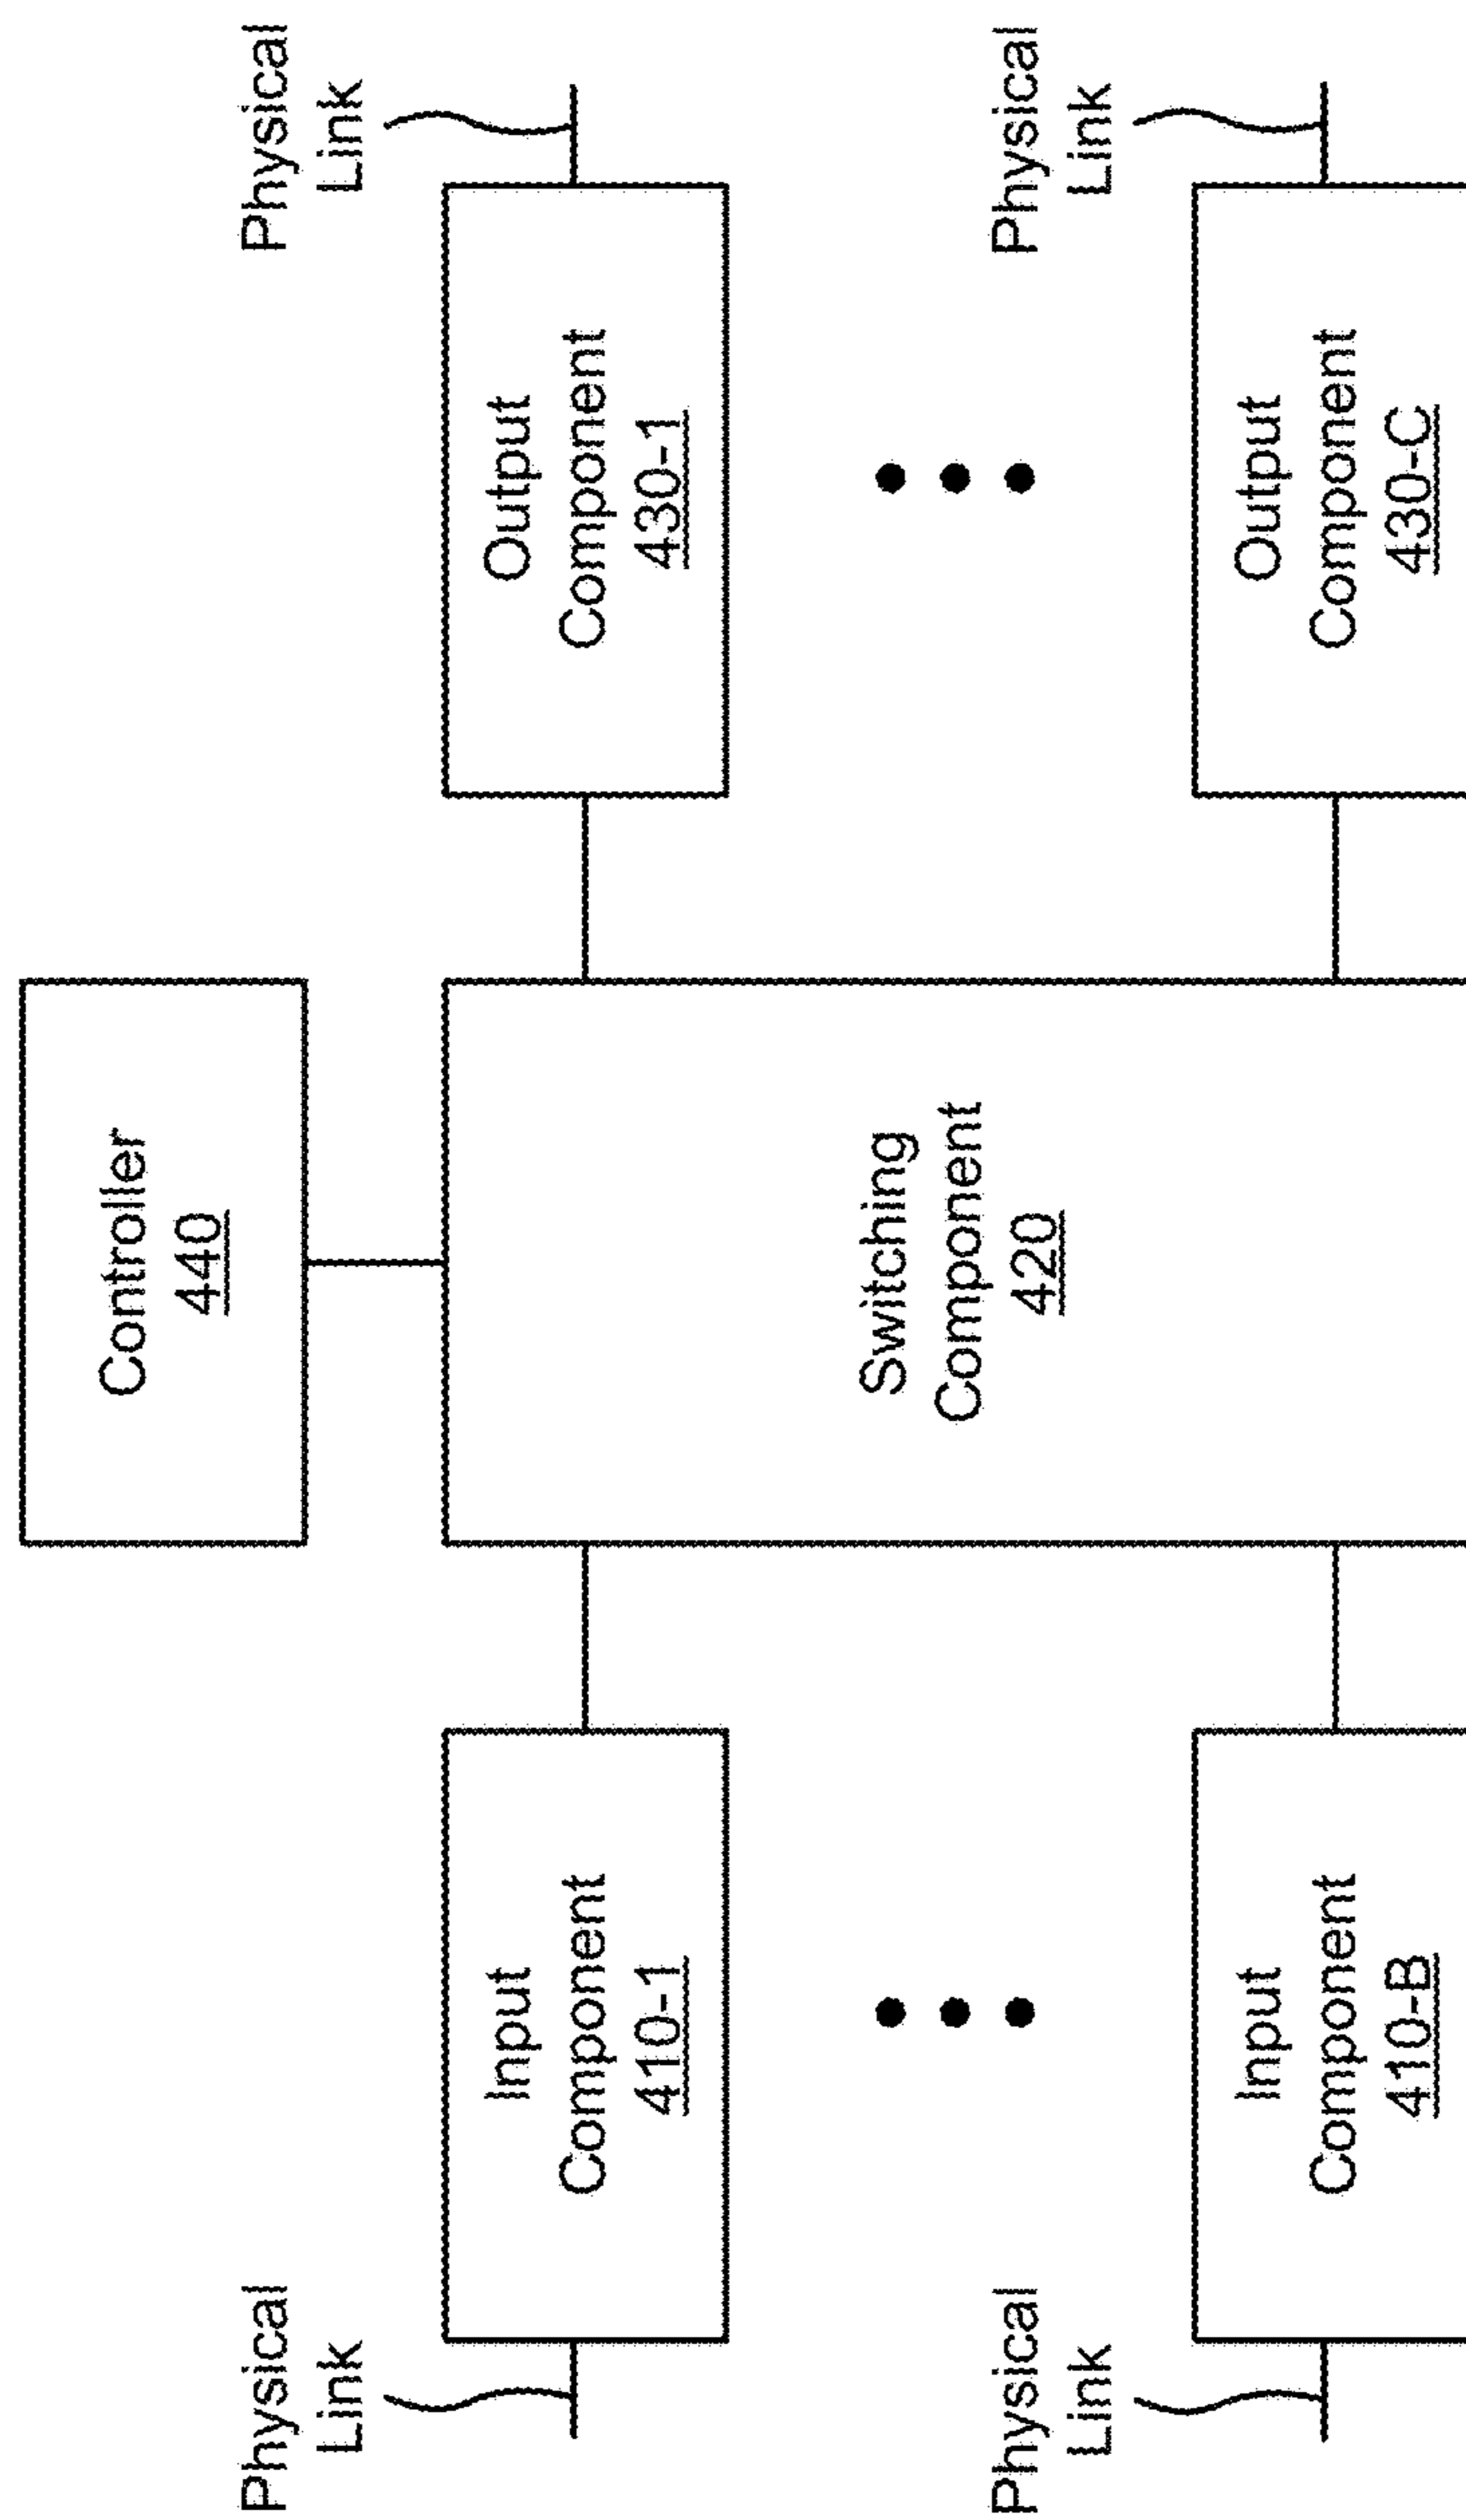 Controller
440
Physical
Link
Input
Component
410-1
Switching
Component
420
Output
Component
430-1
Physical
Link
Physical
Link
Input
Component
410-B
Output
Component
430-C
Physical
Link